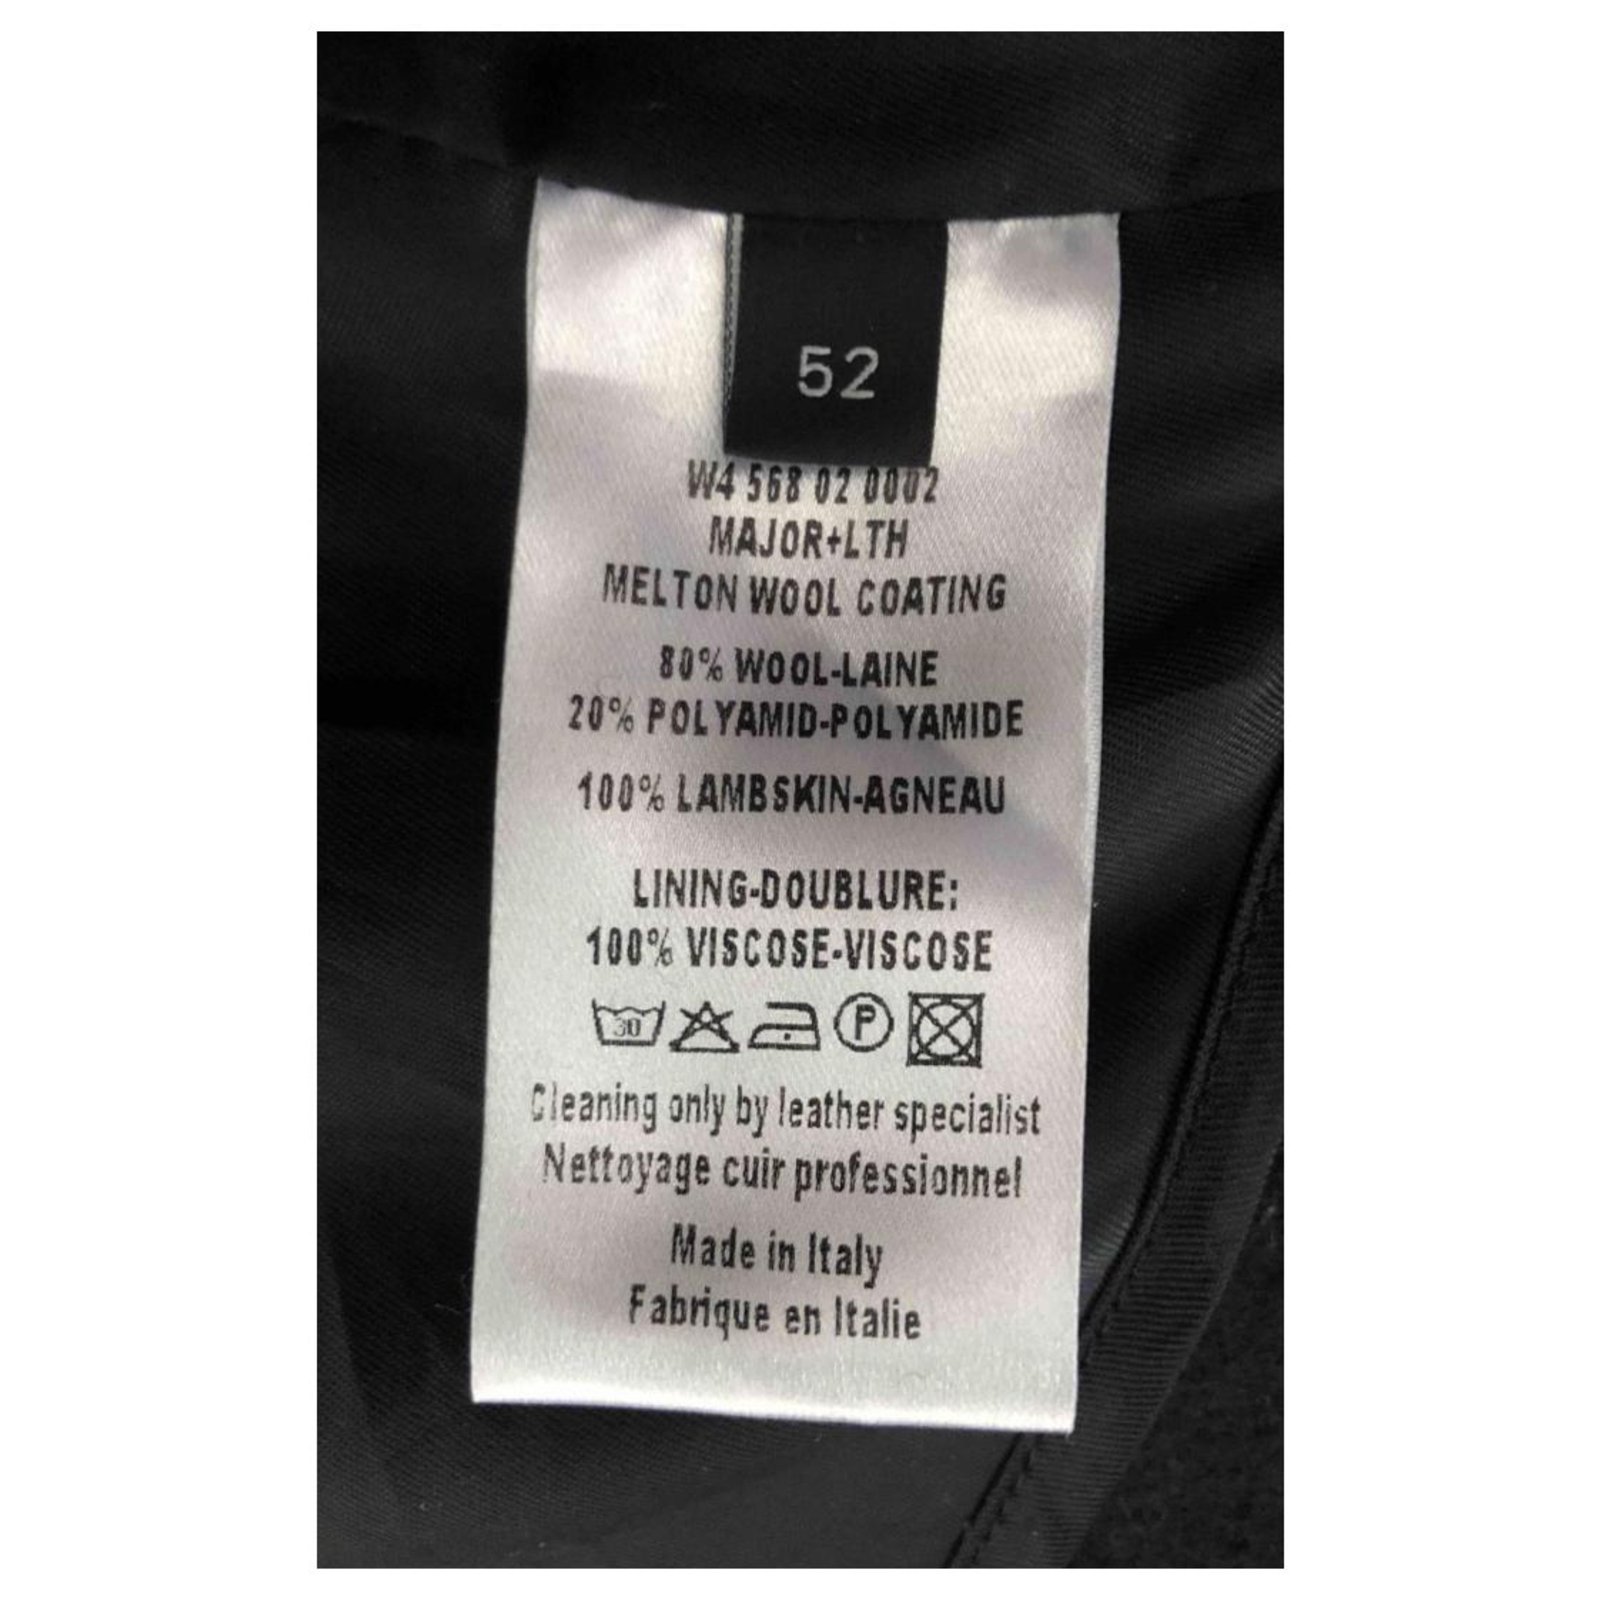 52
W4 568 02 0002
MAJOR+LTH
MELTON WOOL COATING
80% WOOL-LAINE
20% POLYAMID-POLYAMIDE
100% LAMBSKIN-AGNEAU
LINING-DOUBLURE:
100% VISCOSE-VISCOSE
30 P
Cleaning only by leather specialist
Nettoyage cuir professionnel
Made in Italy
Fabrique en Italie